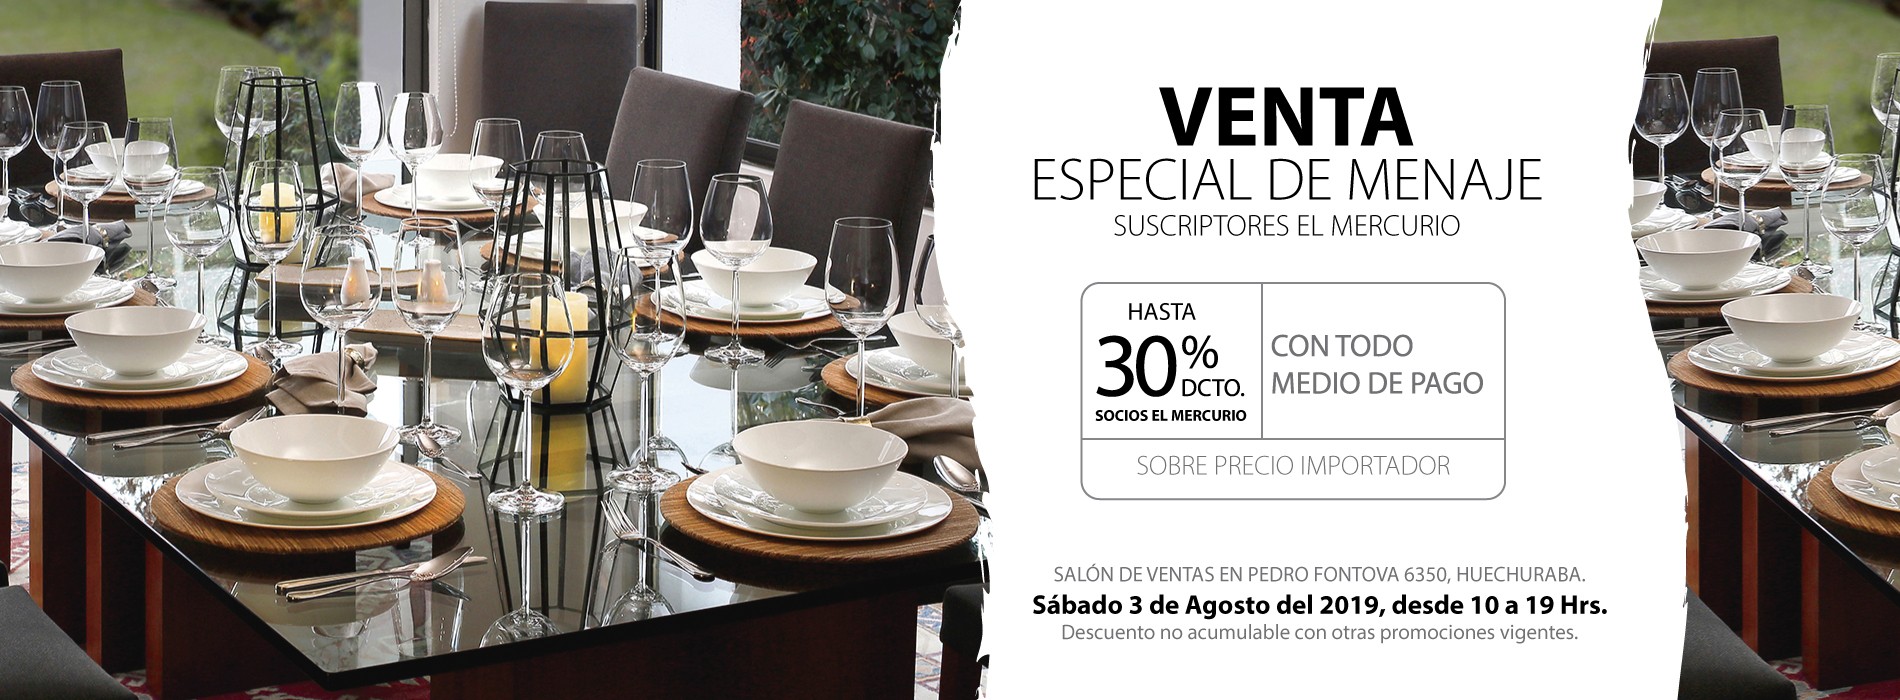 VENTA
ESPECIAL DE MENAJE
SUSCRIPTORES EL MERCURIO
HASTA
30%
DCTO.
SOCIOS EL MERCURIO
CON TODO
MEDIO DE PAGO
SOBRE PRECIO IMPORTADOR
SALÓN DE VENTAS EN PEDRO FONTOVA 6350, HUECHURABA.
Sábado 3 de Agosto del 2019, desde 10 a 19 Hrs.
Descuento no acumulable con otras promociones vigentes.